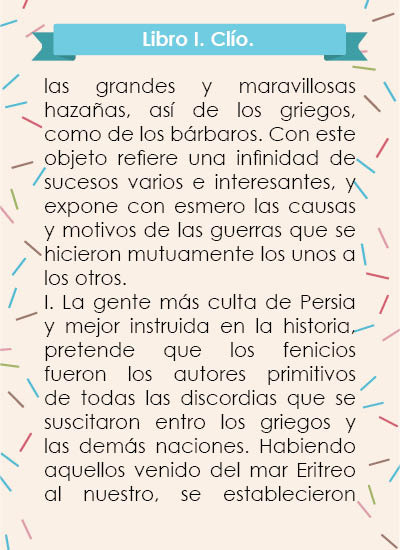 Libro I. Clío.
las grandes y maravillosas
hazañas, así de los griegos,
como de los bárbaros. Con este
objeto refiere una infinidad de
sucesos varios e interesantes, y
expone con esmero las causas
y motivos de las guerras que se
hicieron mutuamente los unos a
los otros.
I. La gente más culta de Persia
y mejor instruida en la historia,
pretende que los fenicios
fueron los autores primitivos
de todas las discordias que se
suscitaron entro los griegos y
las demás naciones. Habiendo
aquellos venido del mar Eritreo
al nuestro, se establecieron